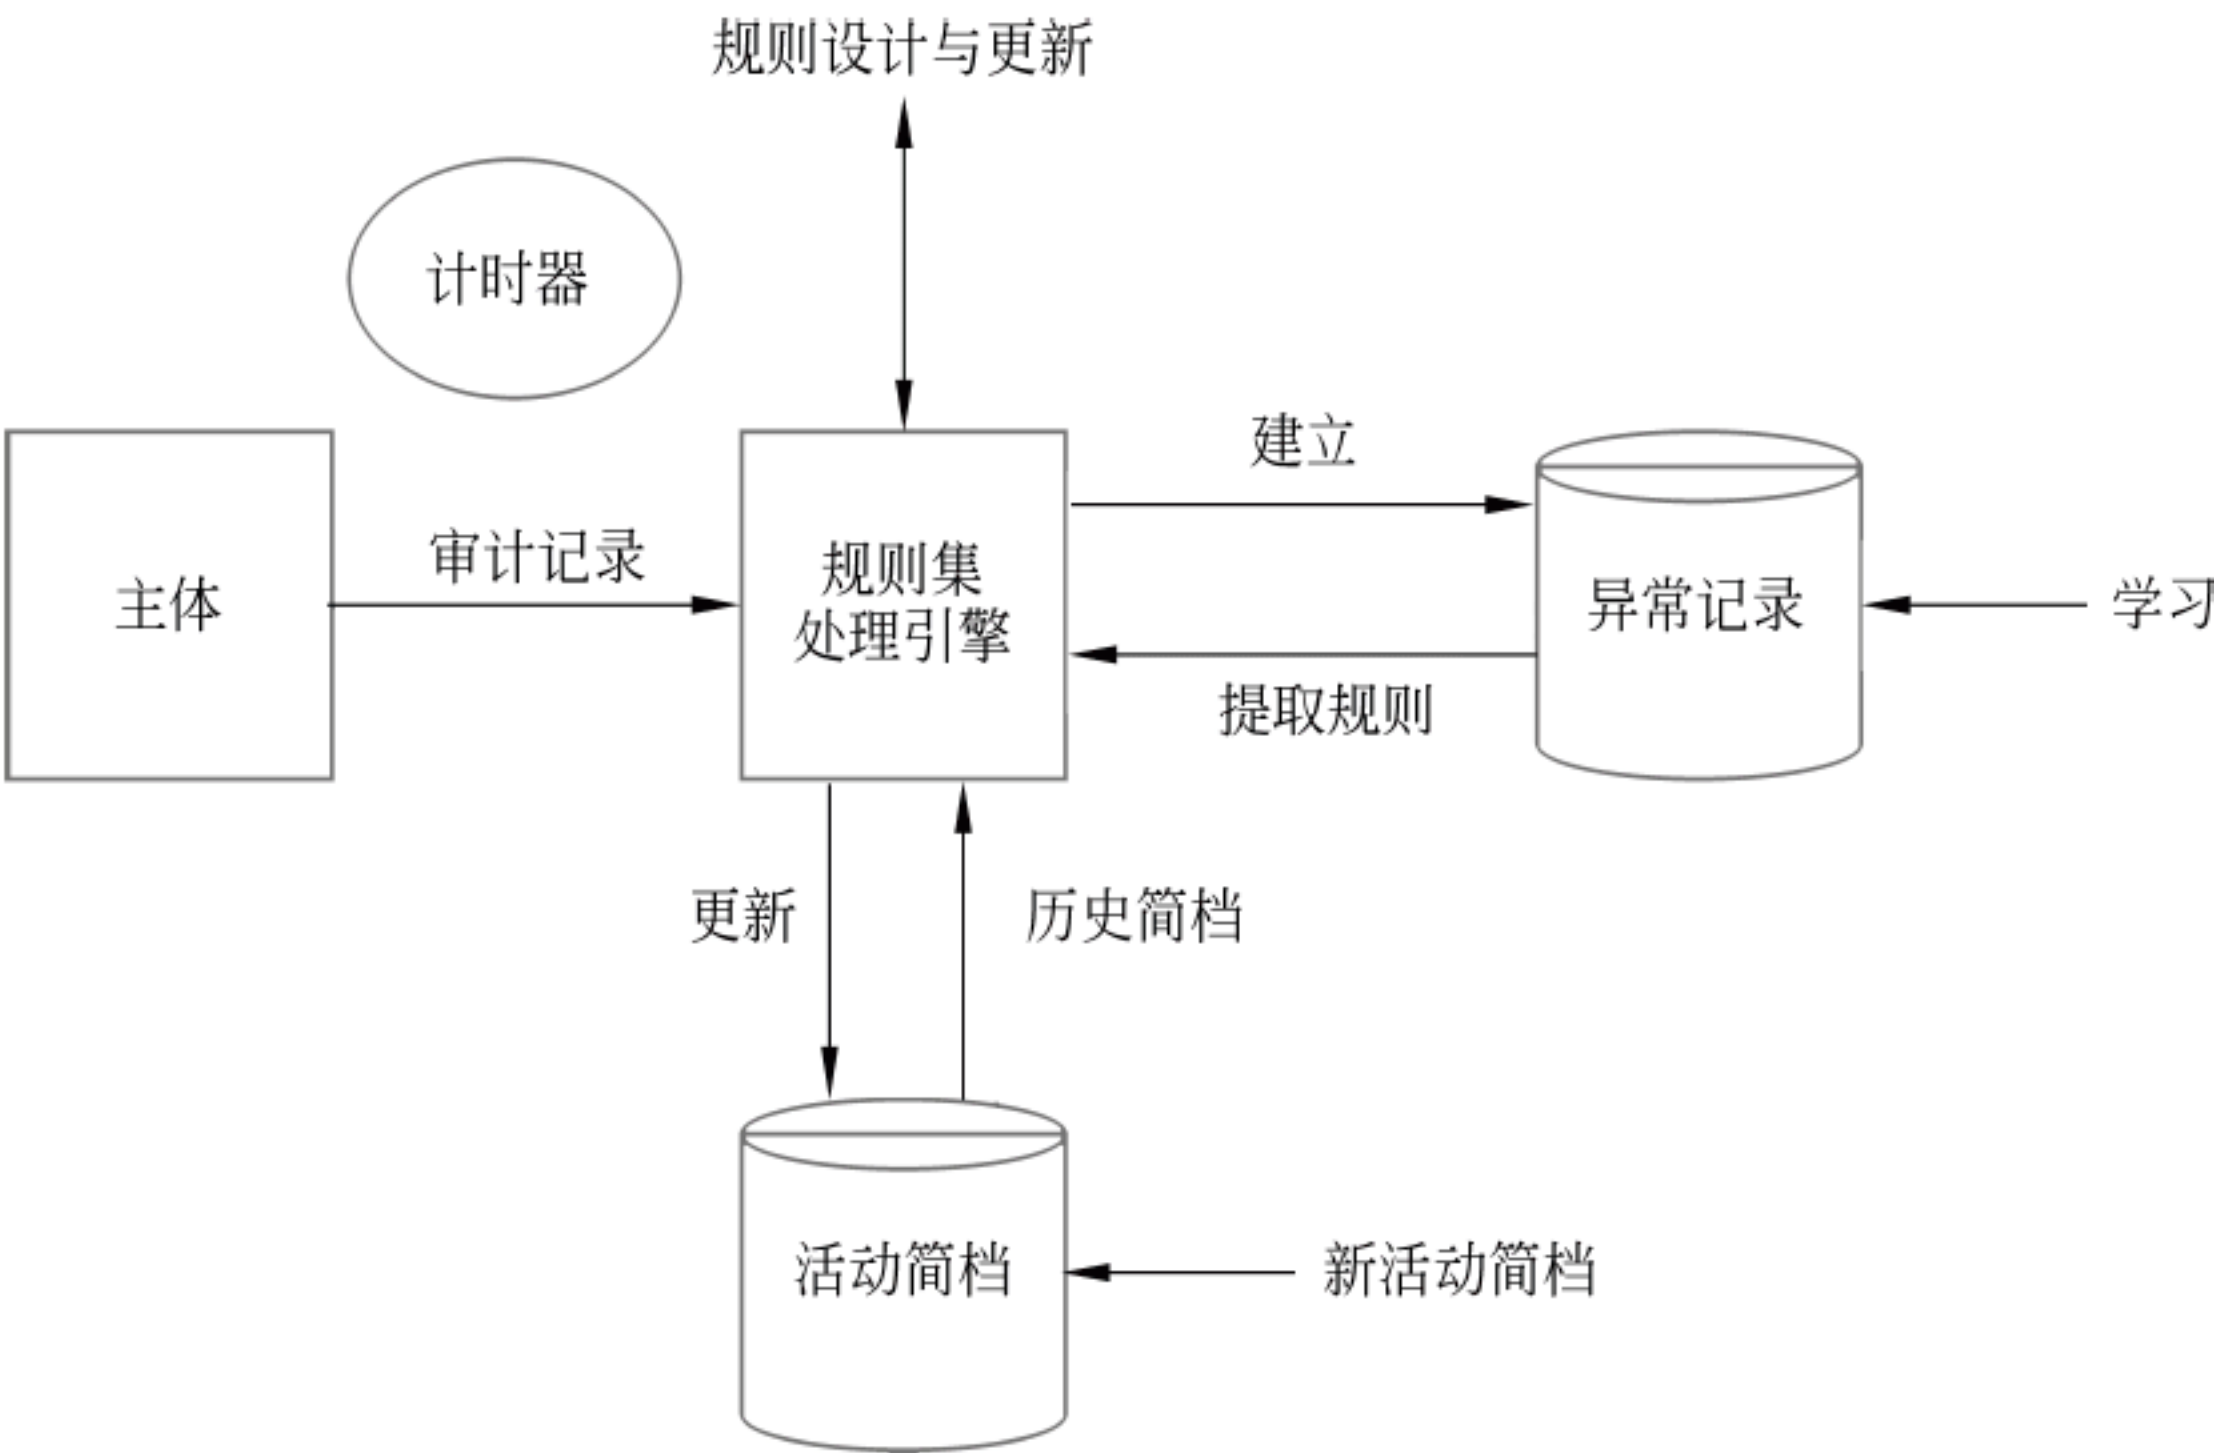 规则设计与更新
计时器
建立
审计记录
主体
规则集
处理引擎
异常记录
学习
提取规则
更新
历史简档
活动简档
新活动简档